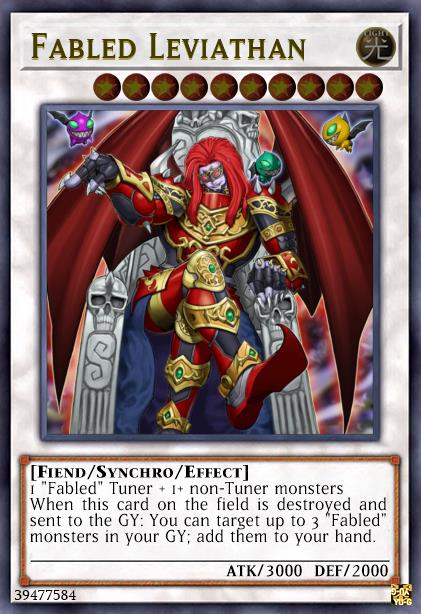 FABLED LEVIATHAN
LIGHT
光
S
[FIEND/SYNCHRO/EFFECT]
1 "Fabled" Tuner + 1+ non-Tuner monsters
When this card on the field is destroyed and
sent to the GY: You can target up to 3 "Fabled"
monsters in your GY; add them to your hand.
ATK/3000 DEF/2000
39477584